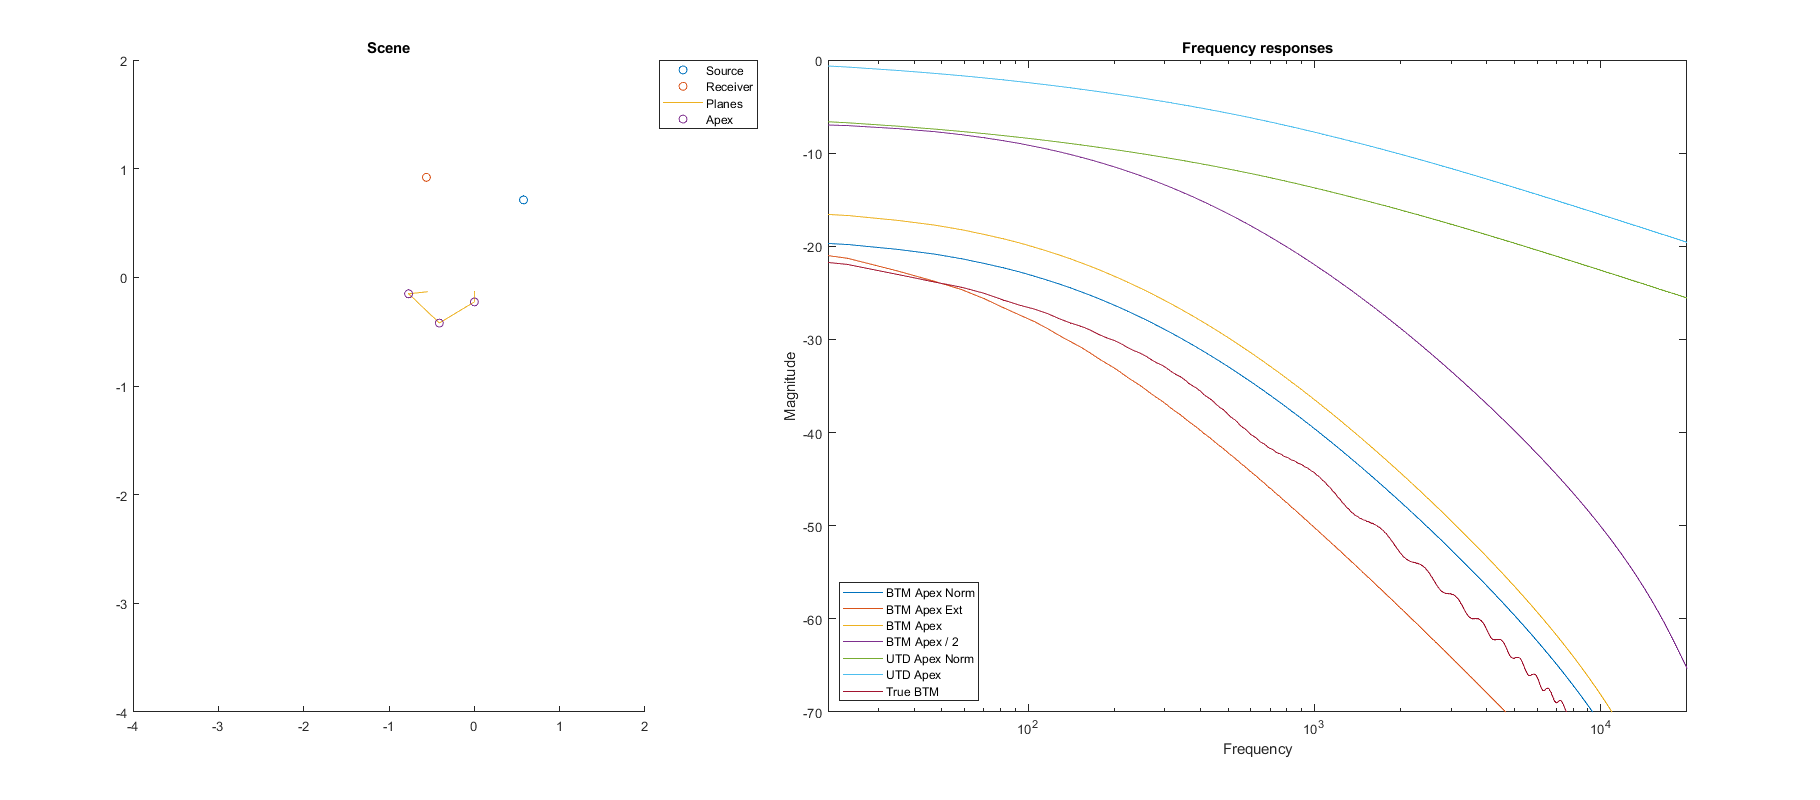 Scene
2
1
0
-1
-2
-3
-4
-4
-3
-2
-1
0
1
2
Source
Receiver
Planes
Apex
Frequency responses
0
-10
-20
-30
-40
-50
-60
-70
Magnitude
10^2
10^3
10^4
Frequency
BTM Apex Norm
BTM Apex Ext
BTM Apex
BTM Apex / 2
UTD Apex Norm
UTD Apex
True BTM